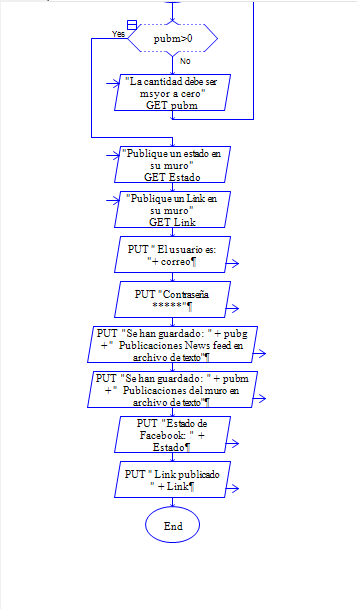 pubm>0
Yes
No
"La cantidad debe ser
msyor a cero"
GET pubm
"Publique un estado en
su muro"
GET Estado
"Publique un Link en
su muro"
GET Link
PUT " El usuario es:
"+ correo¶
PUT "Contraseña
*****"¶
PUT "Se han guardado: " + pubg
+"  Publicaciones News feed en
archivo de texto"¶
PUT "Se han guardado: " + pubm
+"  Publicaciones del muro en
archivo de texto"¶
PUT "Estado de
Facebook: " +
Estado¶
PUT " Link publicado
" + Link¶
End